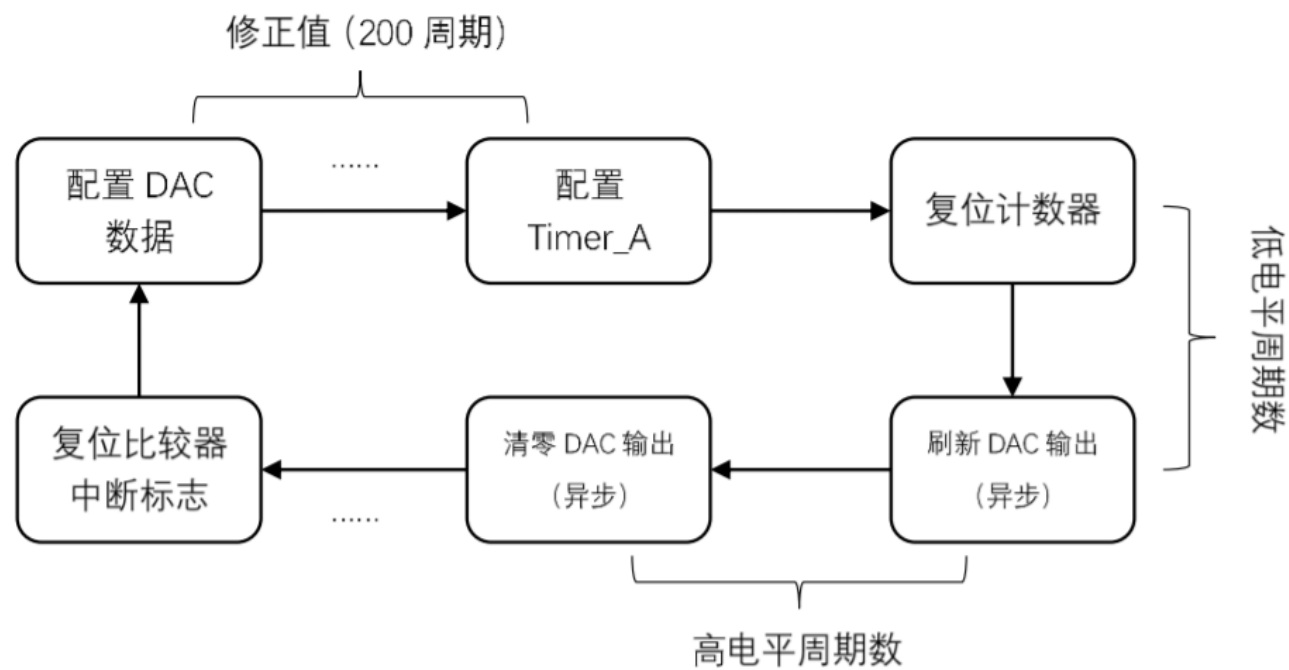 修正值（200 周期）
配置 DAC
数据
……
配置
Timer_A
复位计数器
低电平周期数
复位比较器
中断标志
……
清零 DAC 输出
（异步）
刷新 DAC 输出
（异步）
高电平周期数